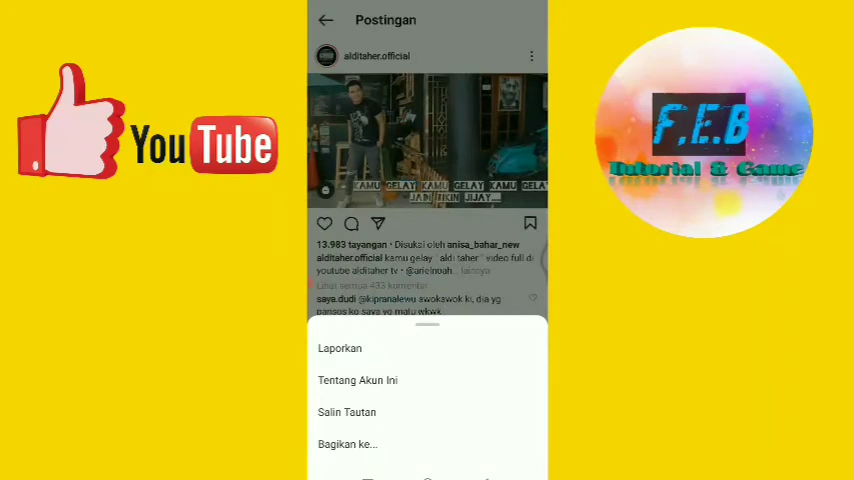 Postingan
alditaher.official
YouTube
F.E.B
Tutorial & Game
KAMU GELAY KAMU GELAY KAMU GELAY
JADI BIKIN JIJAY...
13.983 tayangan • Disukai oleh anisa_bahar_new
alditaher.official kamu gelay " aldi taher " video full di
youtube alditaher tv • @arielnoah... lainnya
Lihat semua 433 komentar
saya.dudi @kipranalewu awokawok ki, dia yg
pansos ko saya yg malu wkwk
Laporkan
Tentang Akun Ini
Salin Tautan
Bagikan ke...